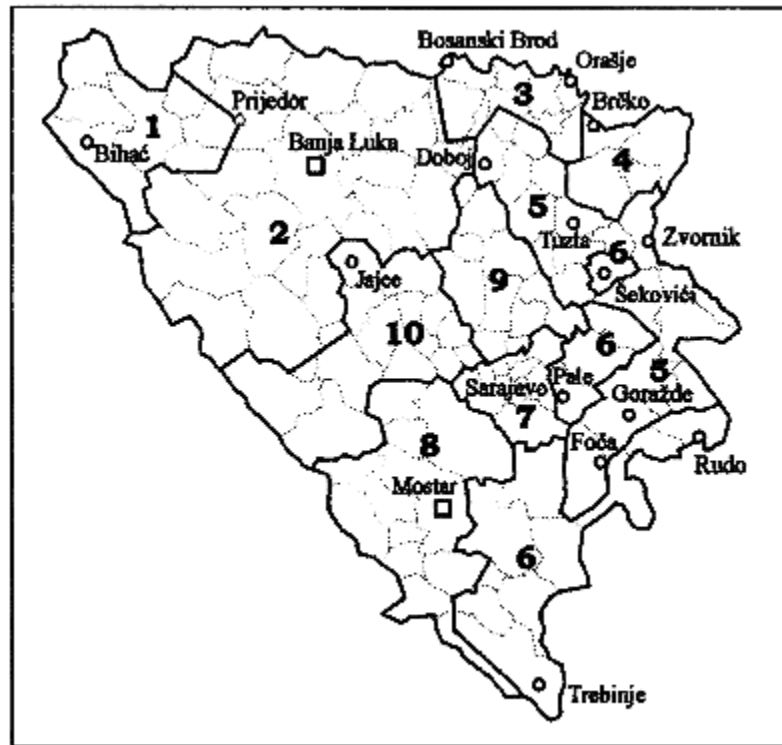 Bosanski Brod
Orašje
3
Brčko
Prijedor
1
Bihać
Banja Luka
Doboj
4
5
2
Tuzla
6
Zvornik
Jajce
9
Šekovići
10
6
Sarajevo
Pale
5
Goražde
7
8
Foča
Rudo
Mostar
6
Trebinje